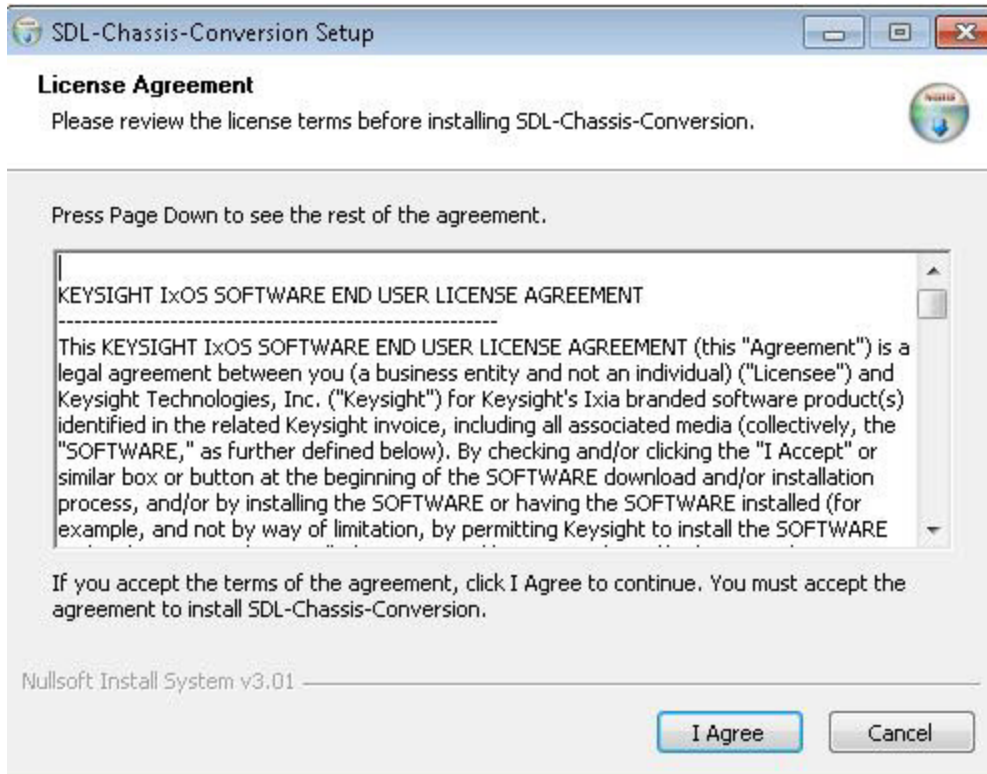 SDL-Chassis-Conversion Setup
License Agreement
Please review the license terms before installing SDL-Chassis-Conversion.
Press Page Down to see the rest of the agreement.
KEYSIGHT IxOS SOFTWARE END USER LICENSE AGREEMENT
-------------------------------------------------------
This KEYSIGHT IxOS SOFTWARE END USER LICENSE AGREEMENT (this "Agreement") is a
legal agreement between you (a business entity and not an individual) ("Licensee") and
Keysight Technologies, Inc. ("Keysight") for Keysight's Ixia branded software product(s)
identified in the related Keysight invoice, including all associated media (collectively, the
"SOFTWARE," as further defined below). By checking and/or clicking the "I Accept" or
similar box or button at the beginning of the SOFTWARE download and/or installation
process, and/or by installing the SOFTWARE or having the SOFTWARE installed (for
example, and not by way of limitation, by permitting Keysight to install the SOFTWARE
If you accept the terms of the agreement, click I Agree to continue. You must accept the
agreement to install SDL-Chassis-Conversion.
Nullsoft Install System v3.01
I Agree
Cancel